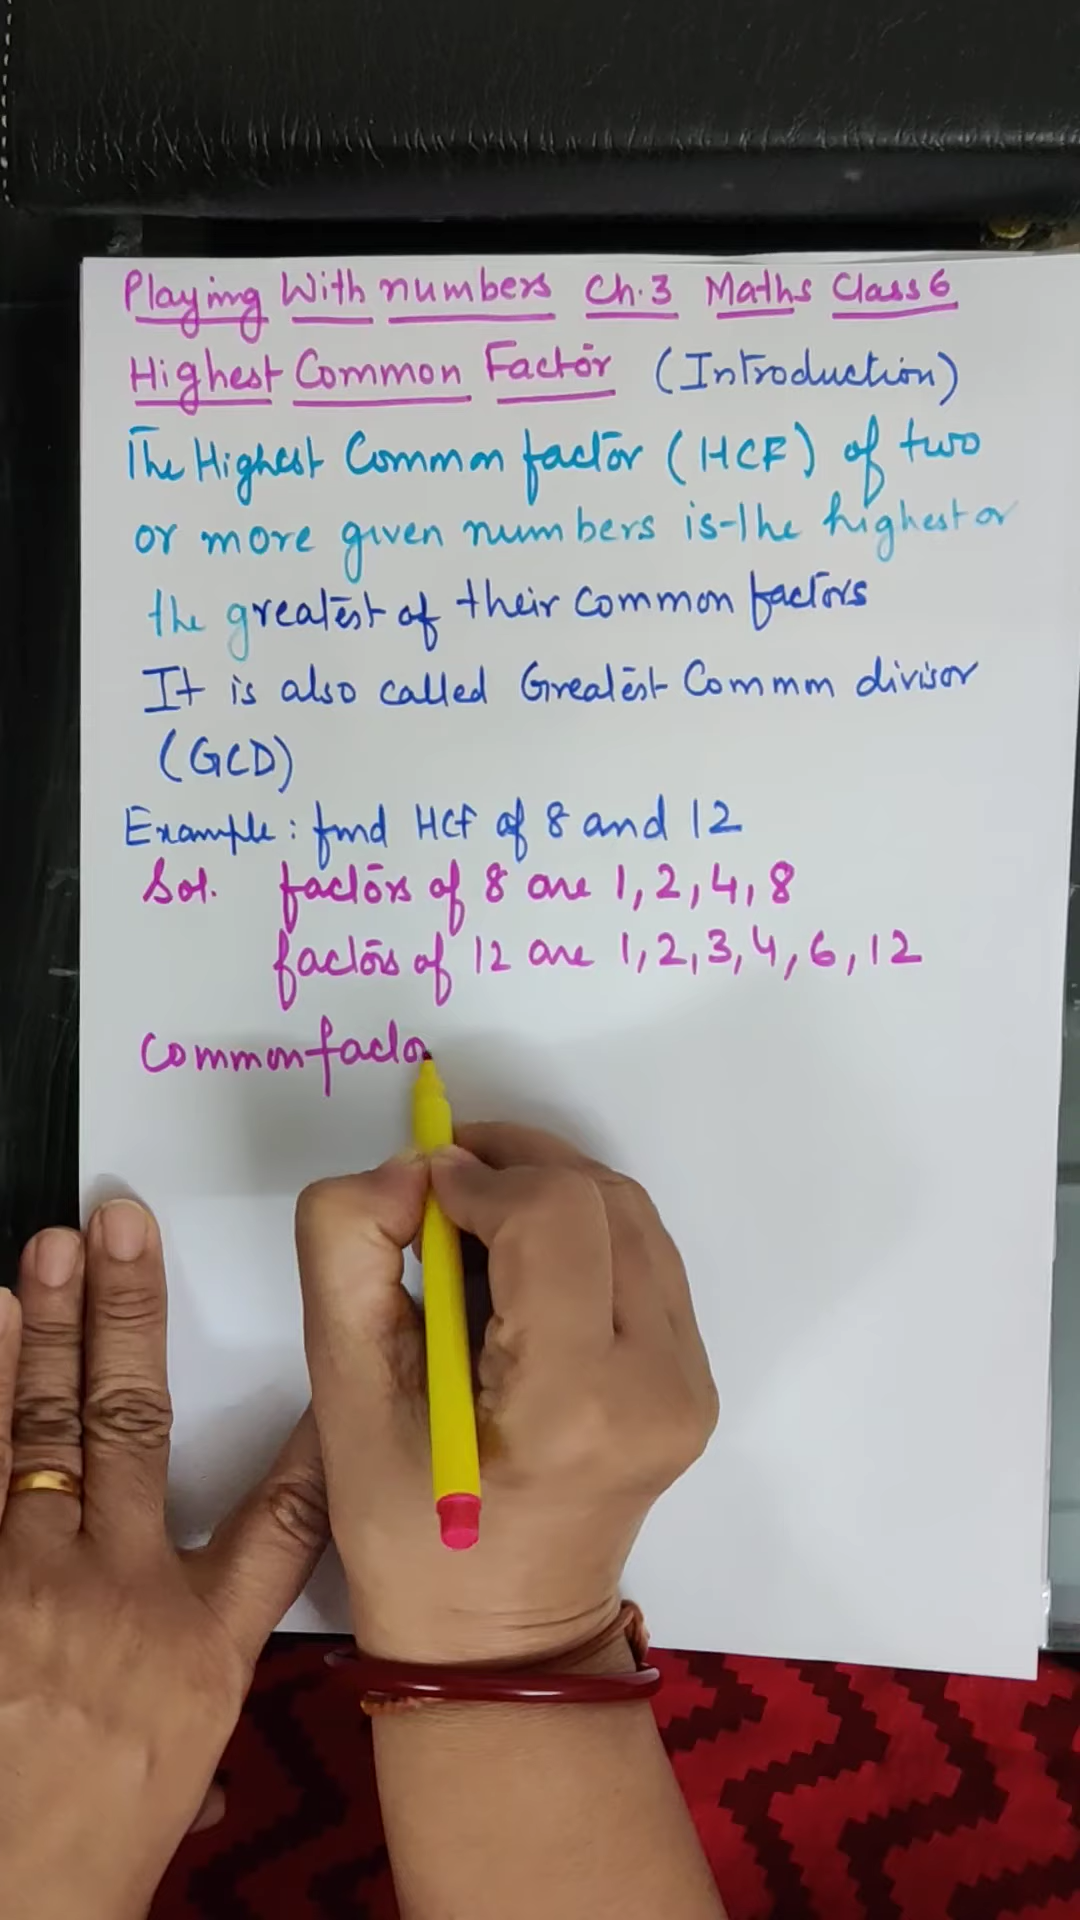 Playing With numbers Ch.3 Maths Class 6
Highest Common Factor (Introduction)
The Highest Common factor (HCF) of two
or more given numbers is the highest or
the greatest of their common factors
It is also called Greatest Common divisor
(GCD)
Example: find HCF of 8 and 12
Sol. factors of 8 are 1, 2, 4, 8
factors of 12 are 1, 2, 3, 4, 6, 12
Common facto